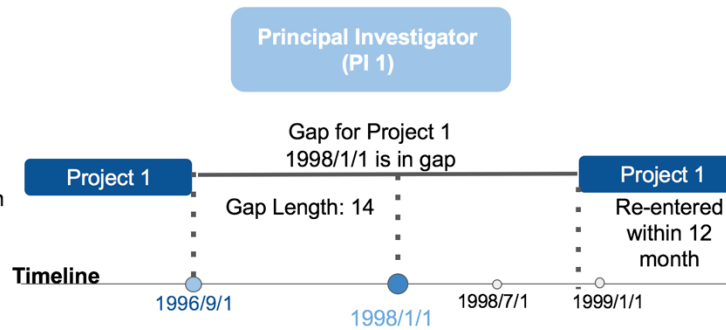 Principal Investigator
(PI 1)
Gap for Project 1
1998/1/1 is in gap
Project 1
Project 1
n
Gap Length: 14
Re-entered
within 12
month
Timeline
1996/9/1
1998/1/1
1998/7/1
1999/1/1